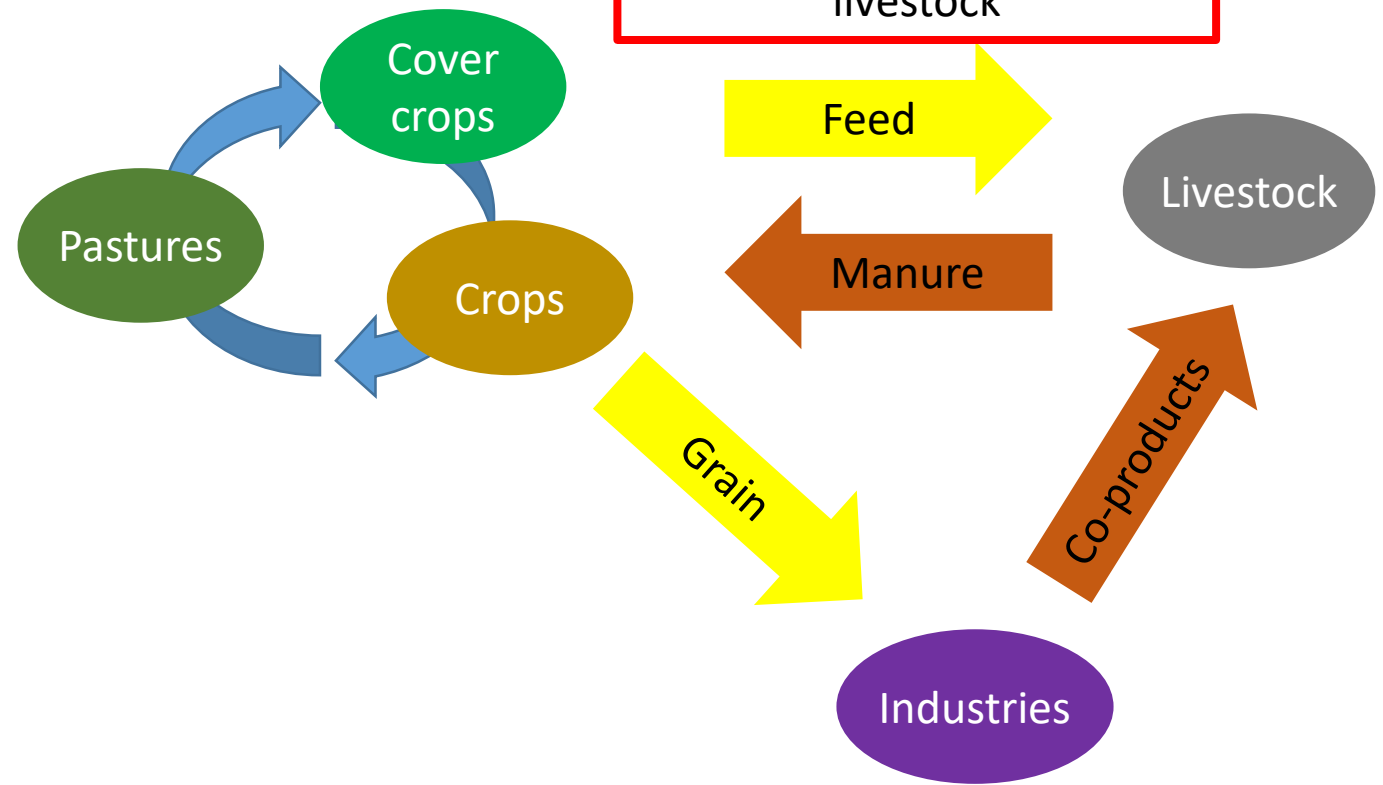 livestock
Cover
crops
Feed
Livestock
Pastures
Manure
Crops
Grain
Co-products
Industries